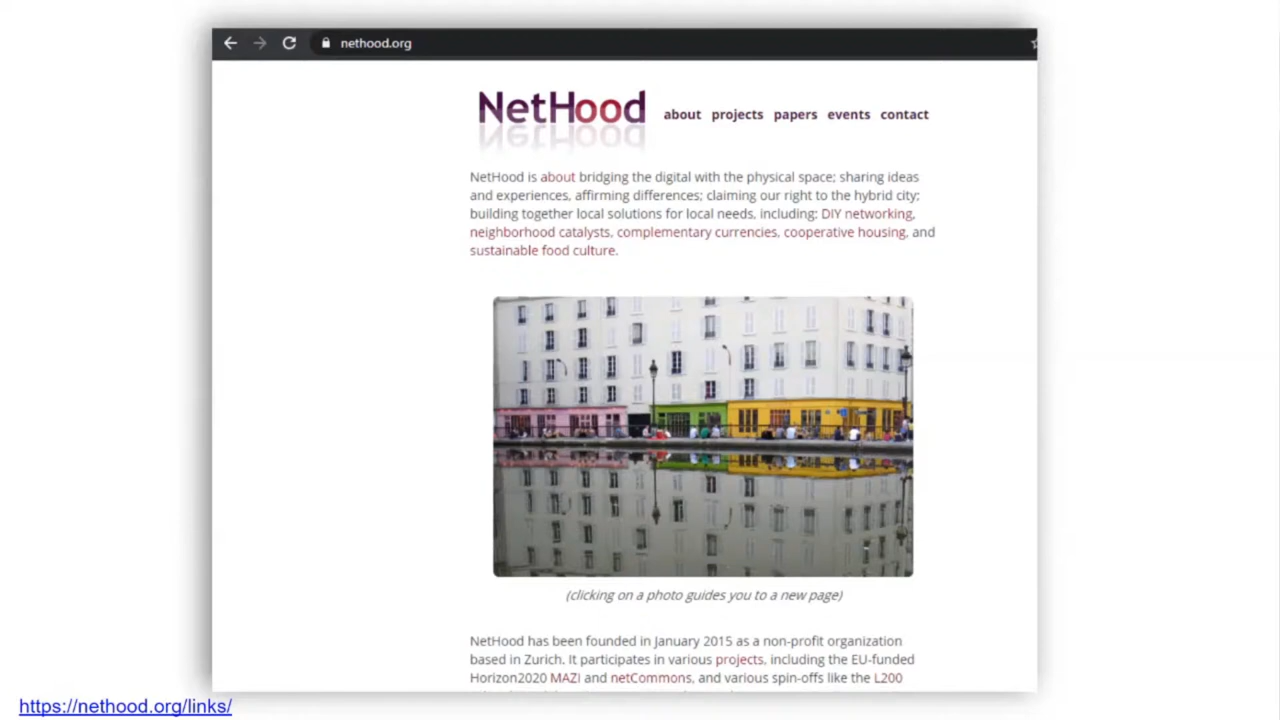 nethood.org
NetHood about projects papers events contact
NetHood is about bridging the digital with the physical space; sharing ideas
and experiences, affirming differences; claiming our right to the hybrid city;
building together local solutions for local needs, including: DIY networking,
neighborhood catalysts, complementary currencies, cooperative housing, and
sustainable food culture.
(clicking on a photo guides you to a new page)
NetHood has been founded in January 2015 as a non-profit organization
based in Zurich. It participates in various projects, including the EU-funded
Horizon2020 MAZI and netCommons, and various spin-offs like the L200
https://nethood.org/links/